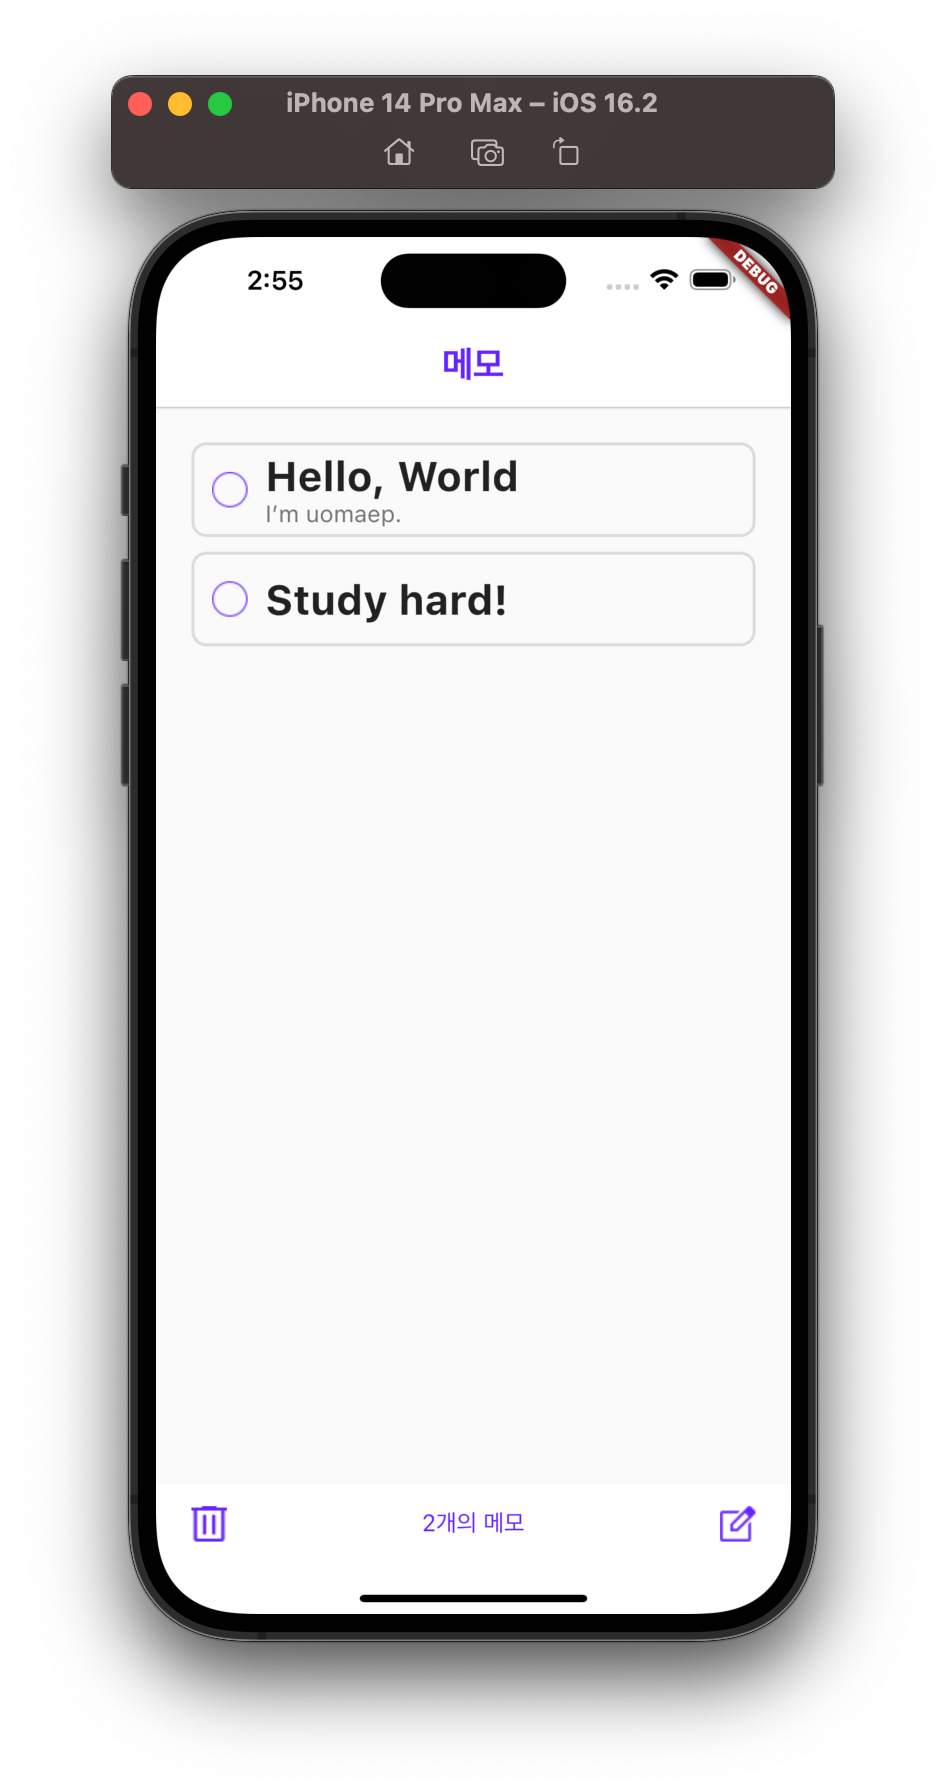 iPhone 14 Pro Max – iOS 16.2
2:55
DEBUG
메모
Hello, World
I’m uomaep.
Study hard!
2개의 메모